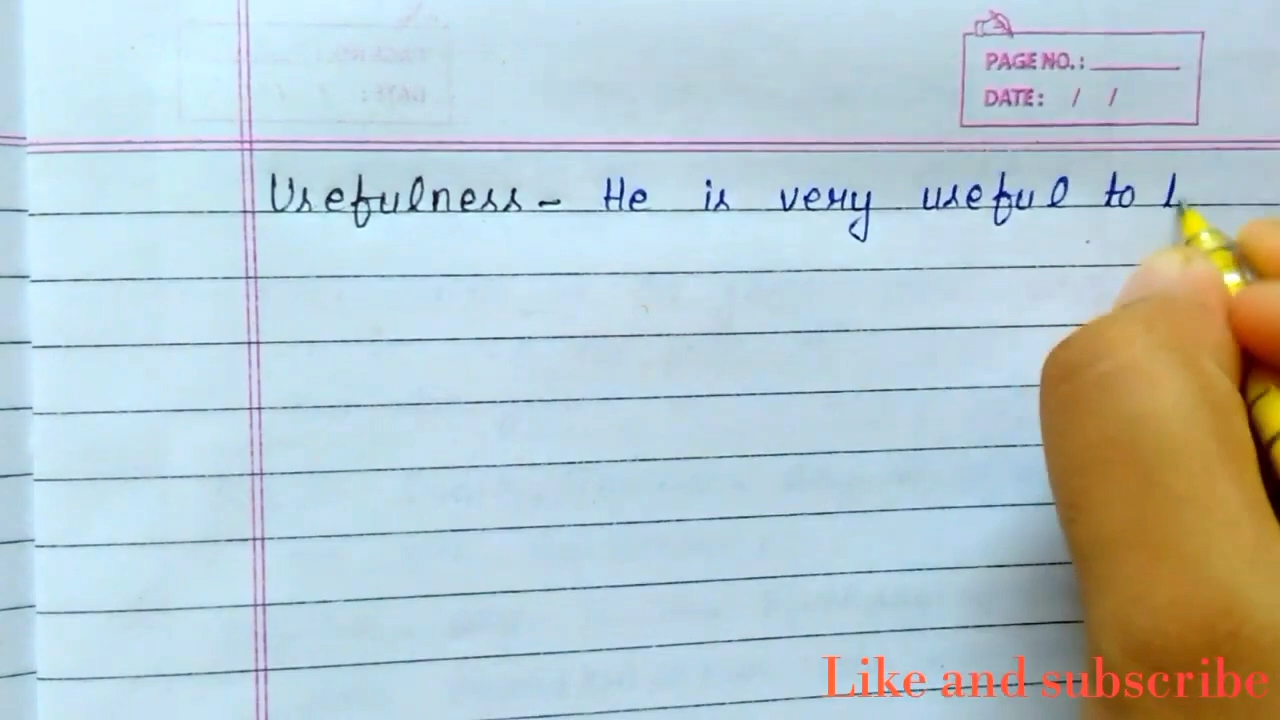 PAGE NO.:
DATE: / /
Usefulness - He is very useful to
Like and subscribe